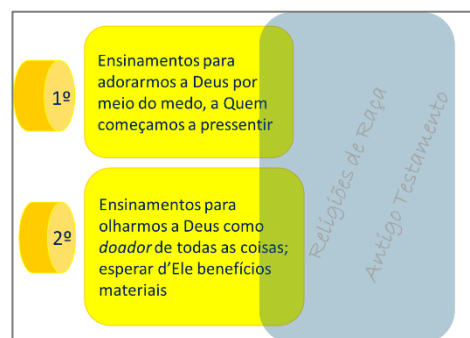 1º
Ensinamentos para
adorarmos a Deus por
meio do medo, a Quem
começamos a pressentir
2º
Ensinamentos para
olharmos a Deus como
doador de todas as coisas;
esperar d’Ele benefícios
materiais
Religiões de Raça
Antigo Testamento